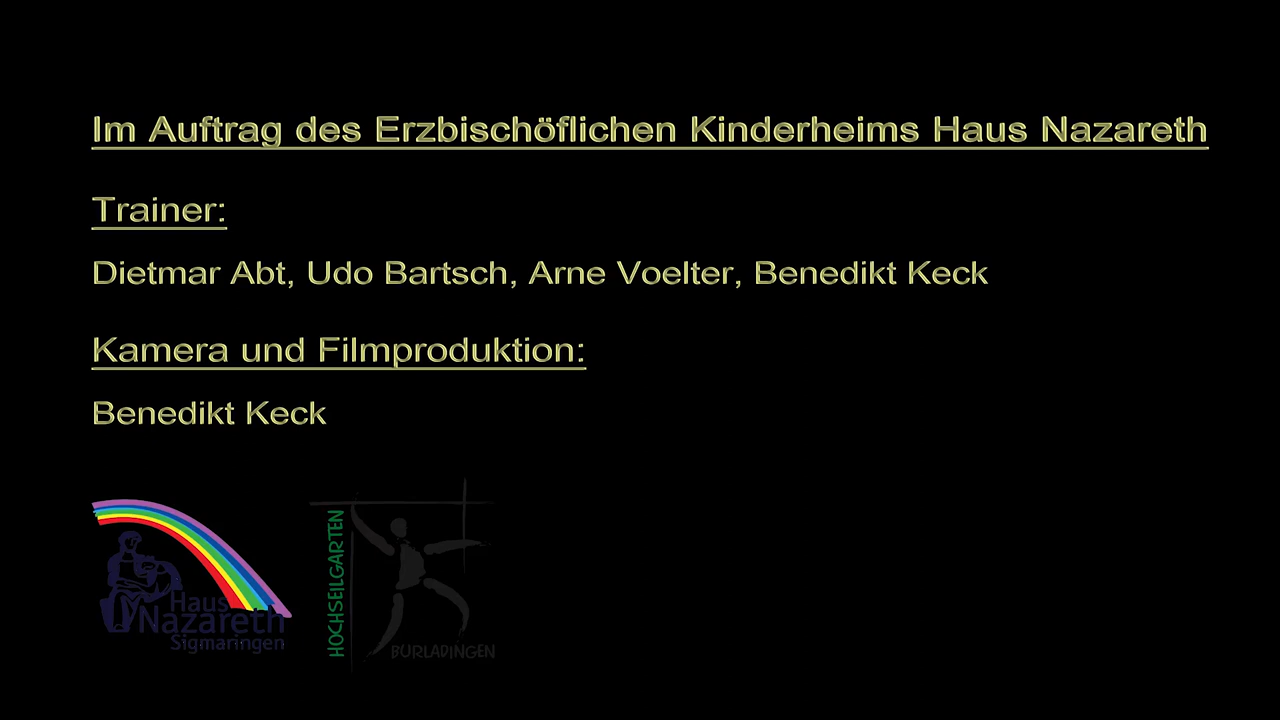 Im Auftrag des Erzbischöflichen Kinderheims Haus Nazareth
Trainer:
Dietmar Abt, Udo Bartsch, Arne Voelter, Benedikt Keck
Kamera und Filmproduktion:
Benedikt Keck
Haus
Nazareth
Sigmaringen
HOCHSEILGARTEN
BURLADINGEN